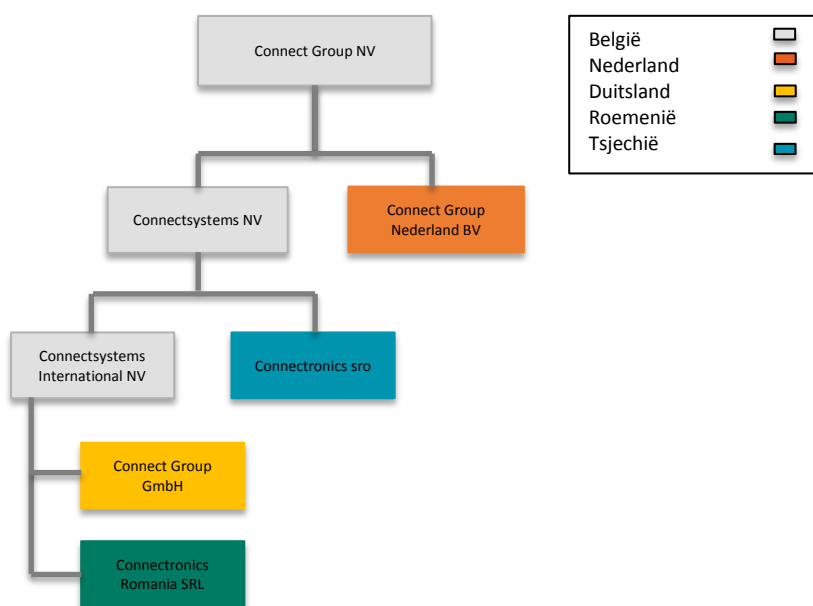 Connect Group NV
België
Nederland
Duitsland
Roemenië
Tsjechië
Connectsystems NV
Connect Group
Nederland BV
Connectsystems
International NV
Connectronics sro
Connect Group
GmbH
Connectronics
Romania SRL